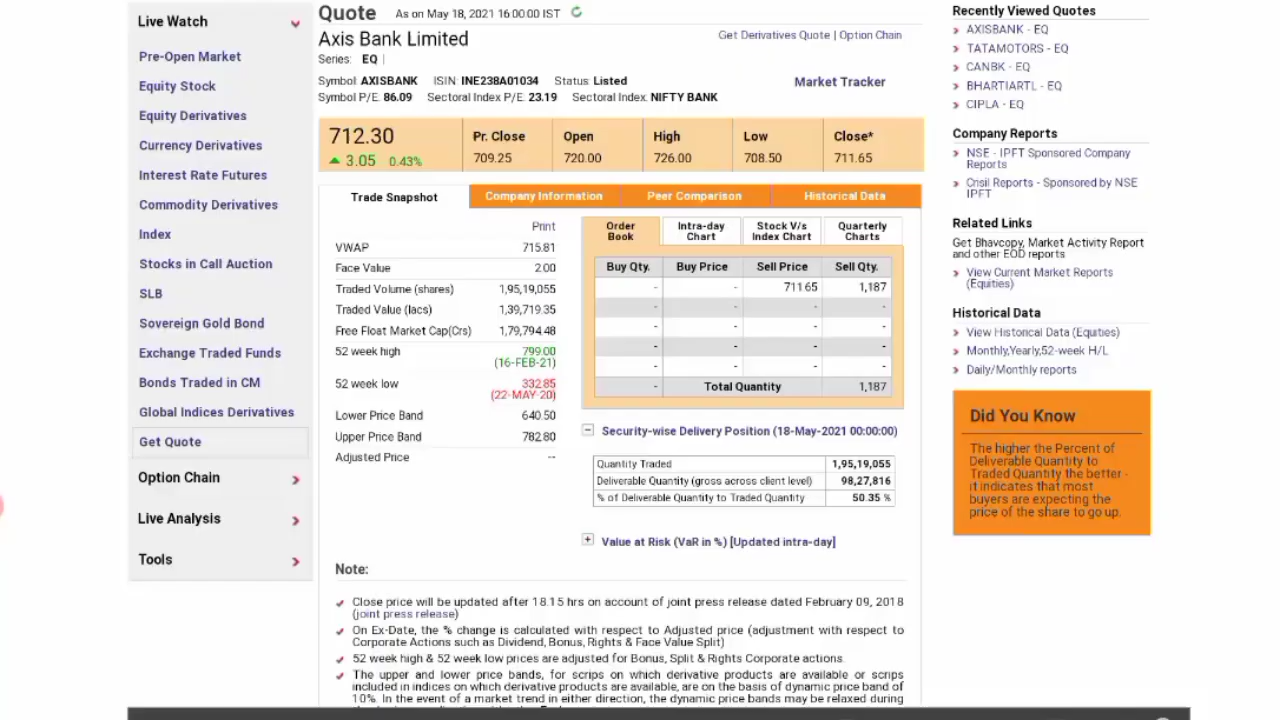 Live Watch
Pre-Open Market
Equity Stock
Equity Derivatives
Currency Derivatives
Interest Rate Futures
Commodity Derivatives
Index
Stocks in Call Auction
SLB
Sovereign Gold Bond
Exchange Traded Funds
Bonds Traded in CM
Global Indices Derivatives
Get Quote
Option Chain
Live Analysis
Tools
Quote As on May 18, 2021 16:00:00 IST
Axis Bank Limited
Get Derivatives Quote | Option Chain
Series: EQ |
Symbol: AXISBANK ISIN: INE238A01034 Status: Listed
Market Tracker
Symbol P/E: 86.09 Sectoral Index P/E: 23.19 Sectoral Index: NIFTY BANK
712.30 Pr. Close Open High Low Close*
3.05 0.43% 709.25 720.00 726.00 708.50 711.65
Trade Snapshot Company Information Peer Comparison Historical Data
Print
VWAP 715.81
Face Value 2.00
Traded Volume (shares) 1,95,19,055
Traded Value (lacs) 1,39,719.35
Free Float Market Cap(Crs) 1,79,794.48
52 week high 799.00
(16-FEB-21)
52 week low 332.85
(22-MAY-20)
Lower Price Band 640.50
Upper Price Band 782.80
Adjusted Price --
Order Book
Intra-day Chart
Stock V/s Index Chart
Quarterly Charts
Buy Qty. Buy Price Sell Price Sell Qty.
- - 711.65 1,187
- - - -
- - - -
- - - -
- - - -
- Total Quantity 1,187
Security-wise Delivery Position (18-May-2021 00:00:00)
Quantity Traded 1,95,19,055
Deliverable Quantity (gross across client level) 98,27,816
% of Deliverable Quantity to Traded Quantity 50.35 %
Value at Risk (VaR in %) [Updated intra-day]
Note:
Close price will be updated after 18.15 hrs on account of joint press release dated February 09, 2018
(joint press release)
On Ex-Date, the % change is calculated with respect to Adjusted price (adjustment with respect to
Corporate Actions such as Dividend, Bonus, Rights & Face Value Split)
52 week high & 52 week low prices are adjusted for Bonus, Split & Rights Corporate actions.
The upper and lower price bands, for scrips on which derivative products are available or scrips
included in indices on which derivative products are available, are on the basis of dynamic price band of
10%. In the event of a market trend in either direction, the dynamic price bands may be relaxed during
Recently Viewed Quotes
AXISBANK - EQ
TATAMOTORS - EQ
CANBK - EQ
BHARTIARTL - EQ
CIPLA - EQ
Company Reports
NSE - IPFT Sponsored Company
Reports
Crisil Reports - Sponsored by NSE
IPFT
Related Links
Get Bhavcopy, Market Activity Report
and other EOD reports
View Current Market Reports
(Equities)
Historical Data
View Historical Data (Equities)
Monthly,Yearly,52-week H/L
Daily/Monthly reports
Did You Know
The higher the Percent of
Deliverable Quantity to
Traded Quantity the better -
it indicates that most
buyers are expecting the
price of the share to go up.